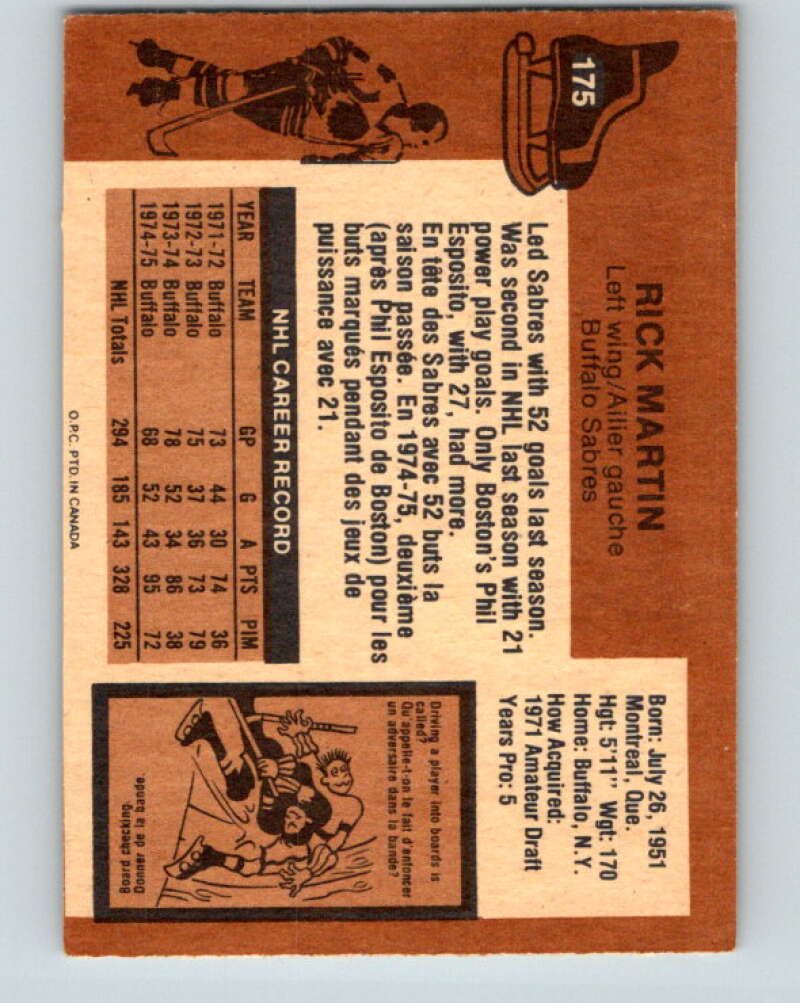 175
RICK MARTIN
Left wing/Ailier gauche
Buffalo Sabres
Born: July 26, 1951
Montreal, Que.
Hgt: 5'11" Wgt: 170
Home: Buffalo, N.Y.
How Acquired:
1971 Amateur Draft
Years Pro: 5
Led Sabres with 52 goals last season.
Was second in NHL last season with 21
power play goals. Only Boston's Phil
Esposito, with 27, had more.
En tête des Sabres avec 52 buts la
saison passée. En 1974-75, deuxième
(après Phil Esposito de Boston) pour les
buts marqués pendant des jeux de
puissance avec 21.
NHL CAREER RECORD
YEAR TEAM GP G A PTS PIM
1971-72 Buffalo 73 44 30 74 36
1972-73 Buffalo 75 37 36 73 79
1973-74 Buffalo 78 52 34 86 38
1974-75 Buffalo 68 52 43 95 72
NHL Totals 294 185 143 328 225
Driving a player into boards is
called?
Qu'appelle-t-on le fait d'enfoncer
un adversaire dans la bande?
Board checking
Donner de la bande
O.P.C. PTD. IN CANADA